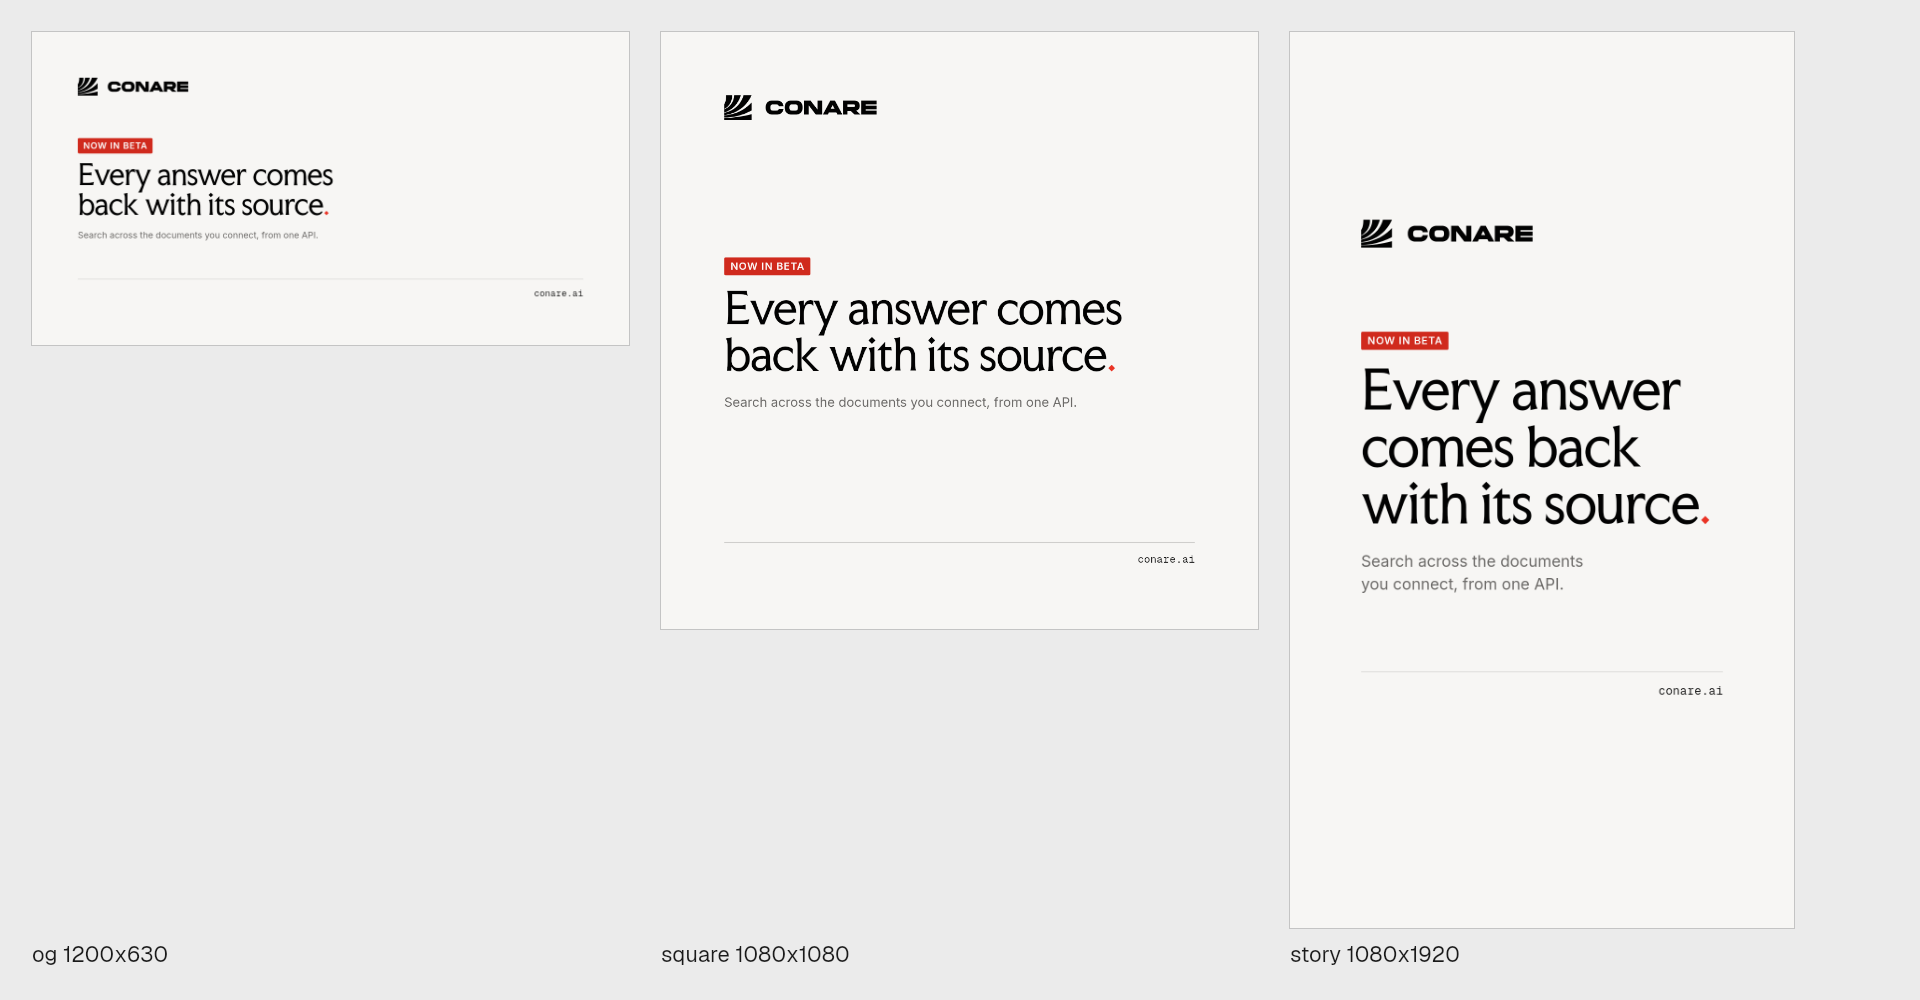 CONARE
NOW IN BETA
Every answer comes
back with its source.
Search across the documents you connect, from one API.
conare.ai
og 1200x630
CONARE
NOW IN BETA
Every answer comes
back with its source.
Search across the documents you connect, from one API.
conare.ai
square 1080x1080
CONARE
NOW IN BETA
Every answer
comes back
with its source.
Search across the documents
you connect, from one API.
conare.ai
story 1080x1920